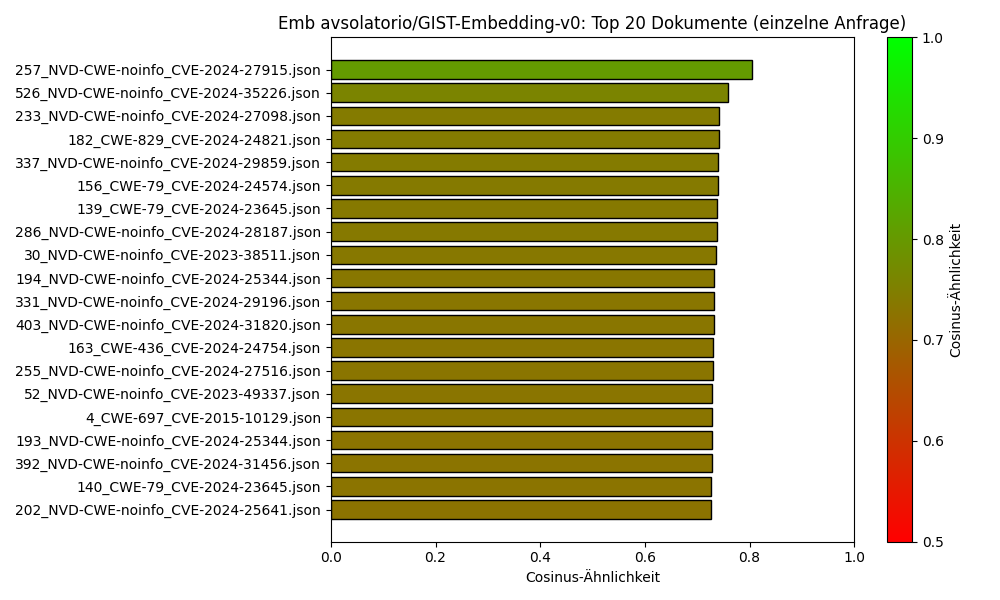 Emb avsolatorio/GIST-Embedding-v0: Top 20 Dokumente (einzelne Anfrage)
257_NVD-CWE-noinfo_CVE-2024-27915.json
526_NVD-CWE-noinfo_CVE-2024-35226.json
233_NVD-CWE-noinfo_CVE-2024-27098.json
182_CWE-829_CVE-2024-24821.json
337_NVD-CWE-noinfo_CVE-2024-29859.json
156_CWE-79_CVE-2024-24574.json
139_CWE-79_CVE-2024-23645.json
286_NVD-CWE-noinfo_CVE-2024-28187.json
30_NVD-CWE-noinfo_CVE-2023-38511.json
194_NVD-CWE-noinfo_CVE-2024-25344.json
331_NVD-CWE-noinfo_CVE-2024-29196.json
403_NVD-CWE-noinfo_CVE-2024-31820.json
163_CWE-436_CVE-2024-24754.json
255_NVD-CWE-noinfo_CVE-2024-27516.json
52_NVD-CWE-noinfo_CVE-2023-49337.json
4_CWE-697_CVE-2015-10129.json
193_NVD-CWE-noinfo_CVE-2024-25344.json
392_NVD-CWE-noinfo_CVE-2024-31456.json
140_CWE-79_CVE-2024-23645.json
202_NVD-CWE-noinfo_CVE-2024-25641.json
0.0 0.2 0.4 0.6 0.8 1.0
Cosinus-Ähnlichkeit
1.0
0.9
0.8
0.7
0.6
0.5
Cosinus-Ähnlichkeit